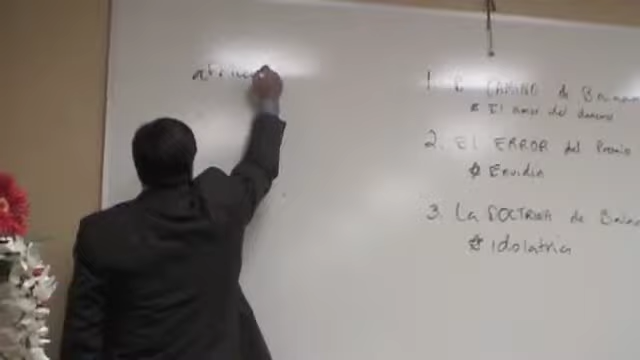 1. El CAMINO de Balaam
* El amor del dinero
2. El ERROR del Premio
* Envidia
3. La DOCTRINA de Balaam
* Idolatria